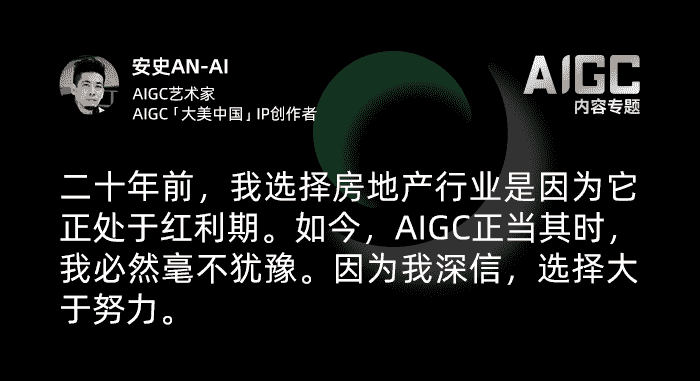 安史AN-AI
AIGC艺术家
AIGC「大美中国」IP创作者
AIGC
内容专题
二十年前，我选择房地产行业是因为它
正处于红利期。如今，AIGC正当其时，
我必然毫不犹豫。因为我深信，选择大
于努力。